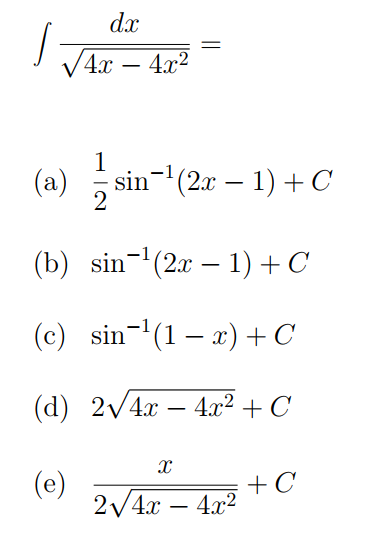 ∫ dx / √(4x − 4x²) =
(a) 1/2 sin⁻¹(2x − 1) + C
(b) sin⁻¹(2x − 1) + C
(c) sin⁻¹(1 − x) + C
(d) 2√(4x − 4x²) + C
(e) x / 2√(4x − 4x²) + C